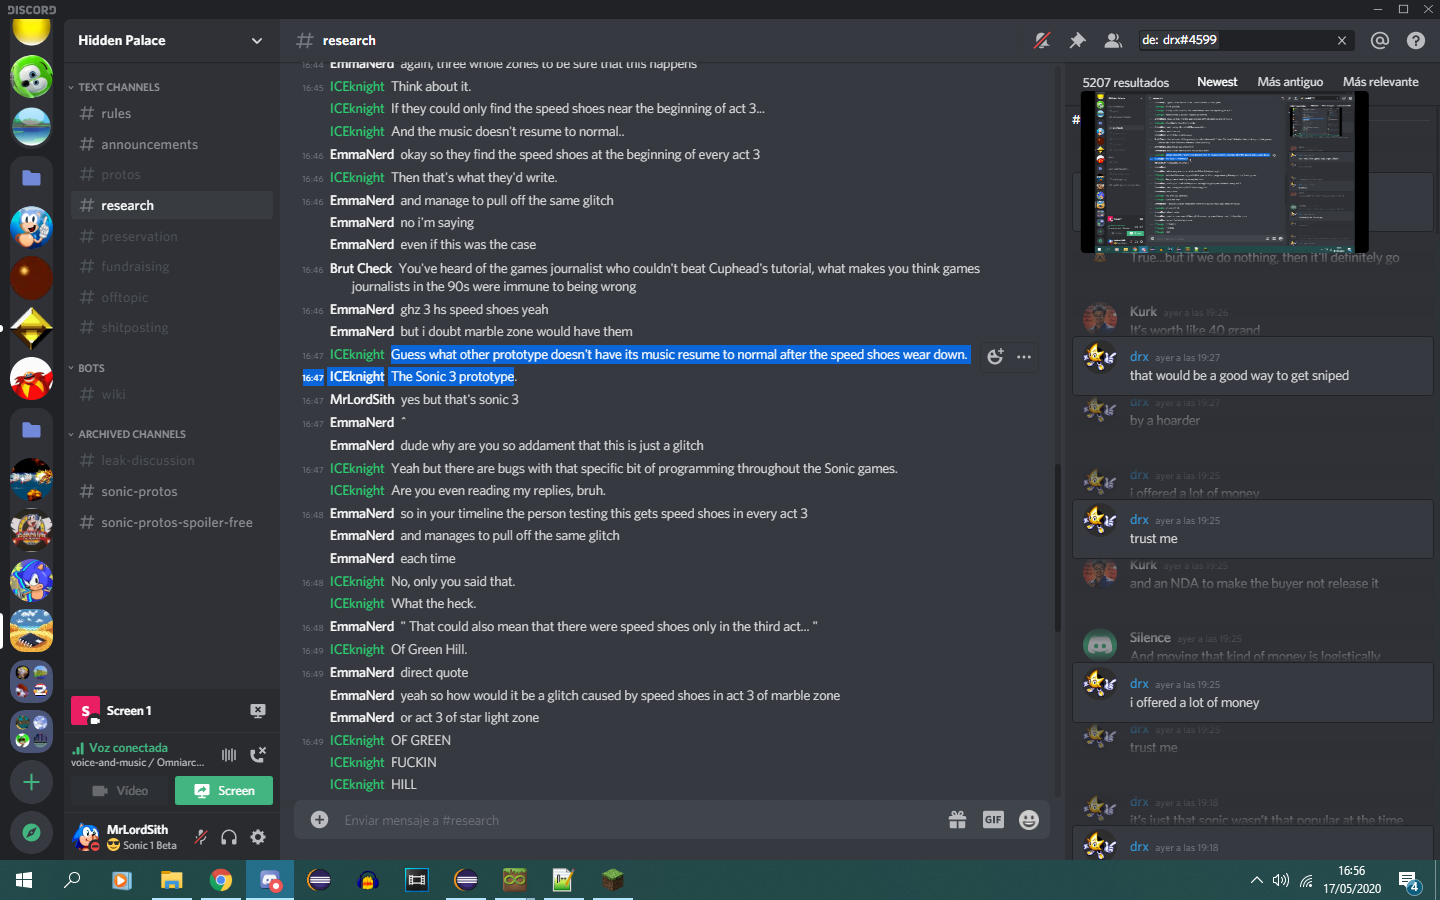 DISCORD
Hidden Palace
# research
de: drx#4599
TEXT CHANNELS
# rules
# announcements
# protos
# research
# preservation
# fundraising
# offtopic
# shitposting
BOTS
# wiki
ARCHIVED CHANNELS
# leak-discussion
# sonic-protos
# sonic-protos-spoiler-free
S Screen 1
Voz conectada
voice-and-music / Omniarc...
Video
Screen
MrLordSith
Sonic 1 Beta
16:44 EmmaNerd again, three whole zones to be sure that this happens
16:45 ICEknight Think about it.
ICEknight If they could only find the speed shoes near the beginning of act 3...
ICEknight And the music doesn't resume to normal..
16:46 EmmaNerd okay so they find the speed shoes at the beginning of every act 3
16:46 ICEknight Then that's what they'd write.
16:46 EmmaNerd and manage to pull off the same glitch
EmmaNerd no i'm saying
EmmaNerd even if this was the case
16:46 Brut Check You've heard of the games journalist who couldn't beat Cuphead's tutorial, what makes you think games
journalists in the 90s were immune to being wrong
16:46 EmmaNerd ghz 3 hs speed shoes yeah
EmmaNerd but i doubt marble zone would have them
16:47 ICEknight Guess what other prototype doesn't have its music resume to normal after the speed shoes wear down.
16:47 ICEknight The Sonic 3 prototype.
16:47 MrLordSith yes but that's sonic 3
16:47 EmmaNerd ^
EmmaNerd dude why are you so addament that this is just a glitch
16:47 ICEknight Yeah but there are bugs with that specific bit of programming throughout the Sonic games.
ICEknight Are you even reading my replies, bruh.
16:48 EmmaNerd so in your timeline the person testing this gets speed shoes in every act 3
EmmaNerd and manages to pull off the same glitch
EmmaNerd each time
16:48 ICEknight No, only you said that.
ICEknight What the heck.
16:48 EmmaNerd " That could also mean that there were speed shoes only in the third act... "
16:49 ICEknight Of Green Hill.
16:49 EmmaNerd direct quote
EmmaNerd yeah so how would it be a glitch caused by speed shoes in act 3 of marble zone
EmmaNerd or act 3 of star light zone
16:49 ICEknight OF GREEN
ICEknight FUCKIN
ICEknight HILL
Enviar mensaje a #research
GIF
5207 resultados
Newest
Más antiguo
Más relevante
#
True...but if we do nothing, then it'll definitely go
Kurk ayer a las 19:26
It's worth like 40 grand
drx ayer a las 19:27
that would be a good way to get sniped
drx ayer a las 19:27
by a hoarder
drx ayer a las 19:25
i offered a lot of money
drx ayer a las 19:25
trust me
Kurk ayer a las 19:25
and an NDA to make the buyer not release it
Silence ayer a las 19:25
And moving that kind of money is logistically
drx ayer a las 19:25
i offered a lot of money
drx ayer a las 19:25
trust me
drx ayer a las 19:18
it's just that sonic wasn't that popular at the time
drx ayer a las 19:18
16:56
17/05/2020
4